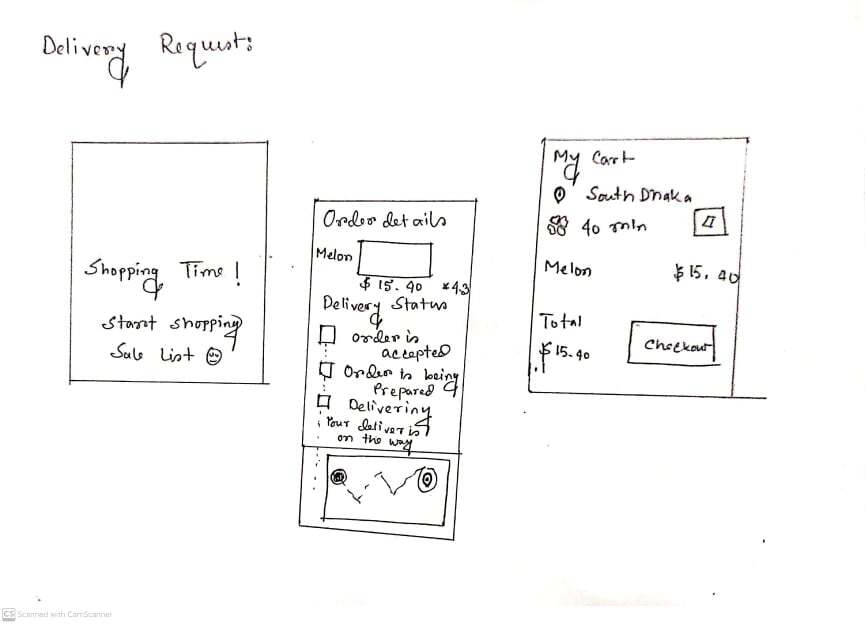 Delivery Request:
Shopping Time!
Start shopping
Sale List
Order details
Melon
$ 15.40 *4.3
Delivery Status
order is
accepted
Order is being
Prepared
Delivering
Your deliver is
on the way
My Cart
South Dhaka
40 min
Melon $15.40
Total
$15.40
Checkout
CS Scanned with CamScanner